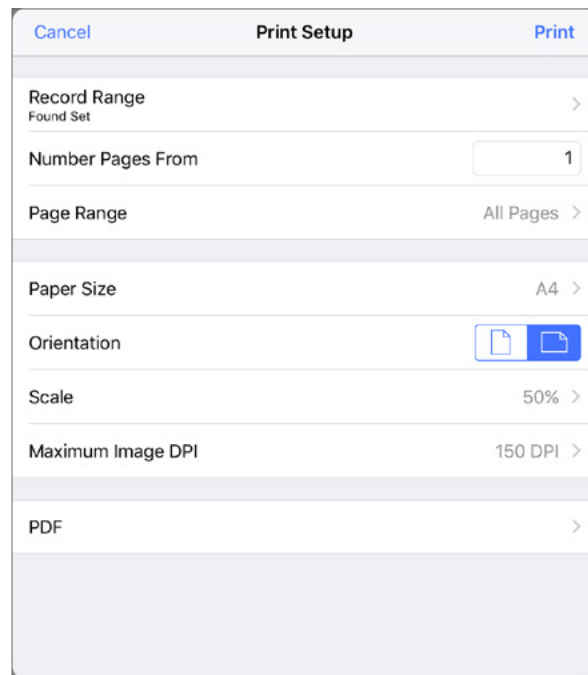 Cancel Print Setup Print
Record Range
Found Set
Number Pages From 1
Page Range All Pages
Paper Size A4
Orientation
Scale 50%
Maximum Image DPI 150 DPI
PDF